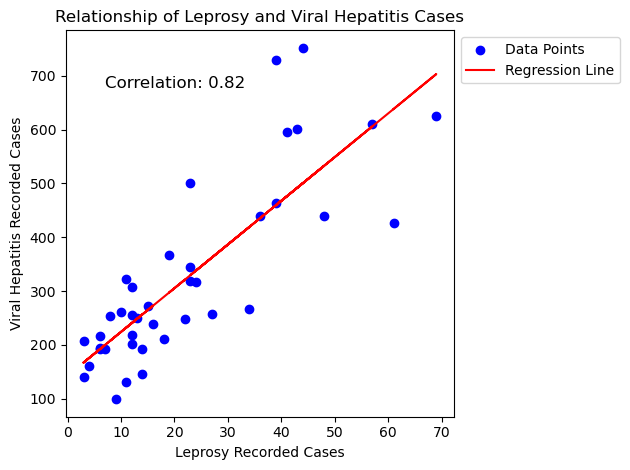 Relationship of Leprosy and Viral Hepatitis Cases
Data Points
Regression Line
Correlation: 0.82
Viral Hepatitis Recorded Cases
700
600
500
400
300
200
100
0 10 20 30 40 50 60 70
Leprosy Recorded Cases